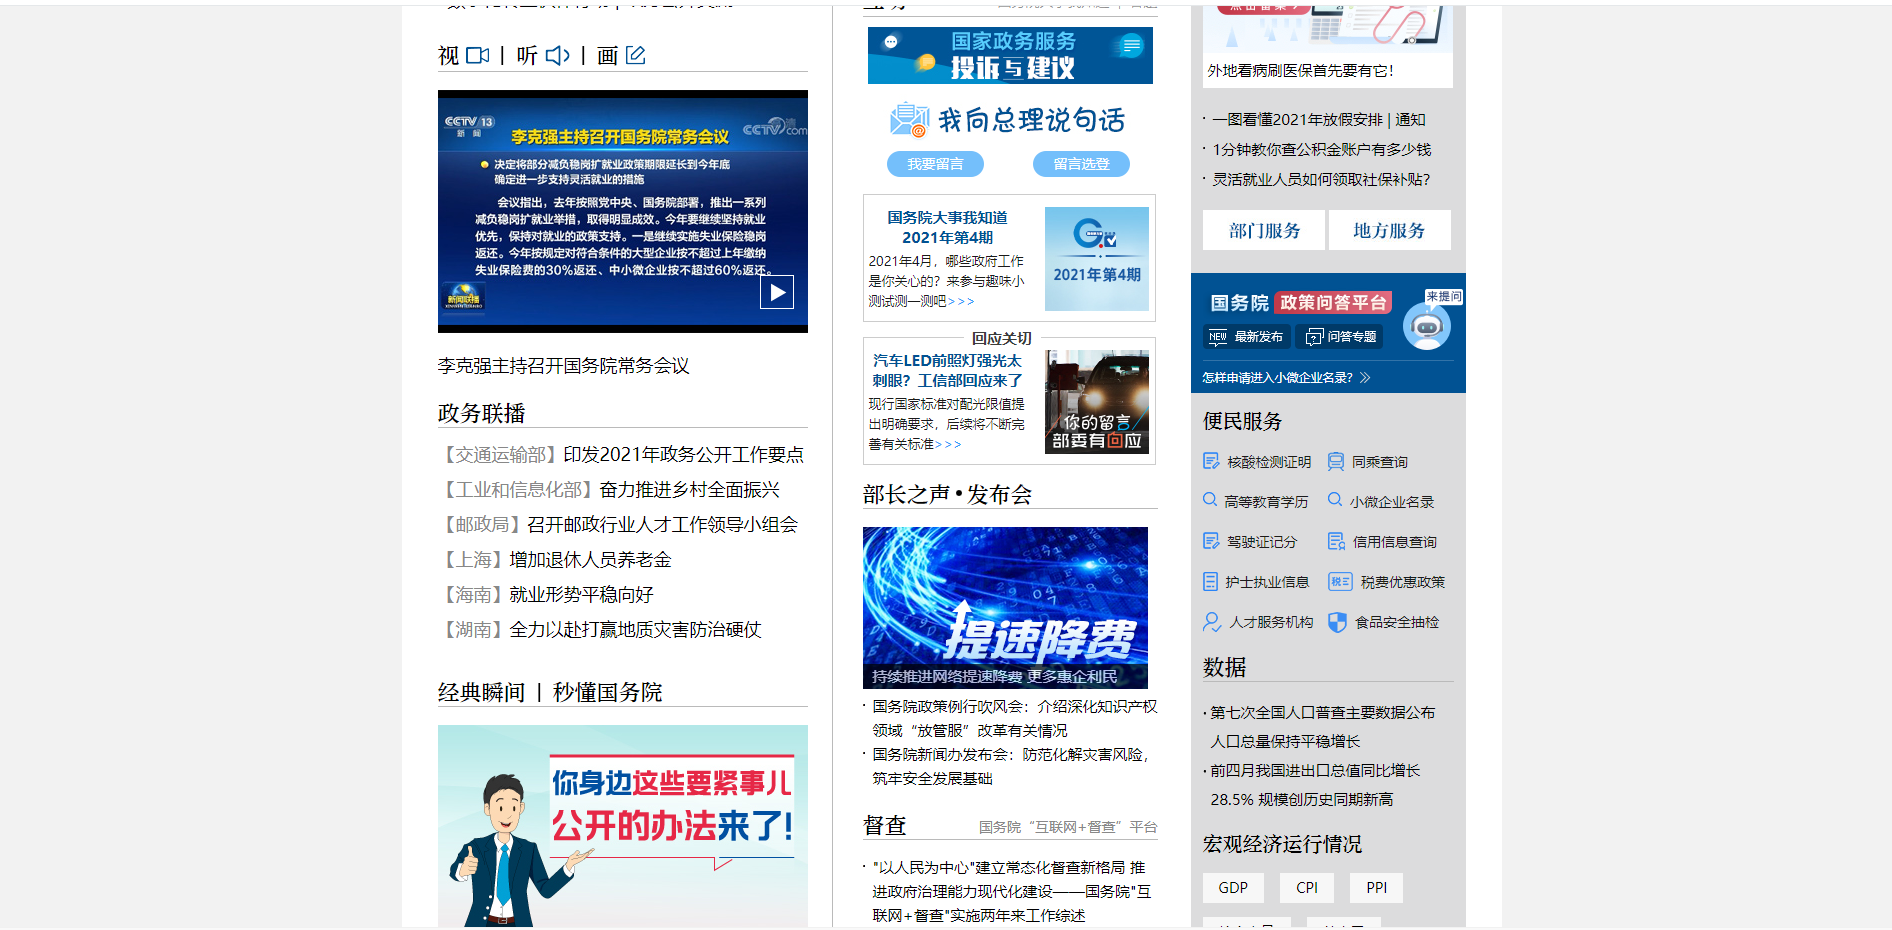 视 | 听 | 画
CCTV 13
新闻
CCTV.com
李克强主持召开国务院常务会议
决定将部分减负稳岗扩就业政策期限延长到今年底
确定进一步支持灵活就业的措施
会议指出，去年按照党中央、国务院部署，推出一系列
减负稳岗扩就业举措，取得明显成效。今年要继续坚持就业
优先，保持对就业的政策支持。一是继续实施失业保险稳岗
返还。今年按规定对符合条件的大型企业按不超过上年缴纳
失业保险费的30%返还、中小微企业按不超过60%返还。
新闻联播
李克强主持召开国务院常务会议
政务联播
【交通运输部】印发2021年政务公开工作要点
【工业和信息化部】奋力推进乡村全面振兴
【邮政局】召开邮政行业人才工作领导小组会
【上海】增加退休人员养老金
【海南】就业形势平稳向好
【湖南】全力以赴打赢地质灾害防治硬仗
经典瞬间 | 秒懂国务院
你身边这些要紧事儿
公开的办法来了!
国家政务服务
投诉与建议
我向总理说句话
我要留言
留言选登
国务院大事我知道
2021年第4期
2021年4月，哪些政府工作
是你关心的？来参与趣味小
测试测一测吧>>>
2021年第4期
回应关切
汽车LED前照灯强光太
刺眼？工信部回应来了
现行国家标准对配光限值提
出明确要求，后续将不断完
善有关标准>>>
你的留言
部委有回应
部长之声•发布会
提速降费
持续推进网络提速降费 更多惠企利民
· 国务院政策例行吹风会：介绍深化知识产权
领域“放管服”改革有关情况
· 国务院新闻办发布会：防范化解灾害风险，
筑牢安全发展基础
督查
国务院“互联网+督查”平台
· "以人民为中心"建立常态化督查新格局 推
进政府治理能力现代化建设——国务院"互
联网+督查"实施两年来工作综述
外地看病刷医保首先要有它！
· 一图看懂2021年放假安排 | 通知
· 1分钟教你查公积金账户有多少钱
· 灵活就业人员如何领取社保补贴？
部门服务
地方服务
国务院 政策问答平台
来提问
NEW 最新发布
? 问答专题
怎样申请进入小微企业名录？
便民服务
核酸检测证明
同乘查询
高等教育学历
小微企业名录
驾驶证记分
信用信息查询
护士执业信息
税 税费优惠政策
人才服务机构
食品安全抽检
数据
· 第七次全国人口普查主要数据公布
人口总量保持平稳增长
· 前四月我国进出口总值同比增长
28.5% 规模创历史同期新高
宏观经济运行情况
GDP
CPI
PPI